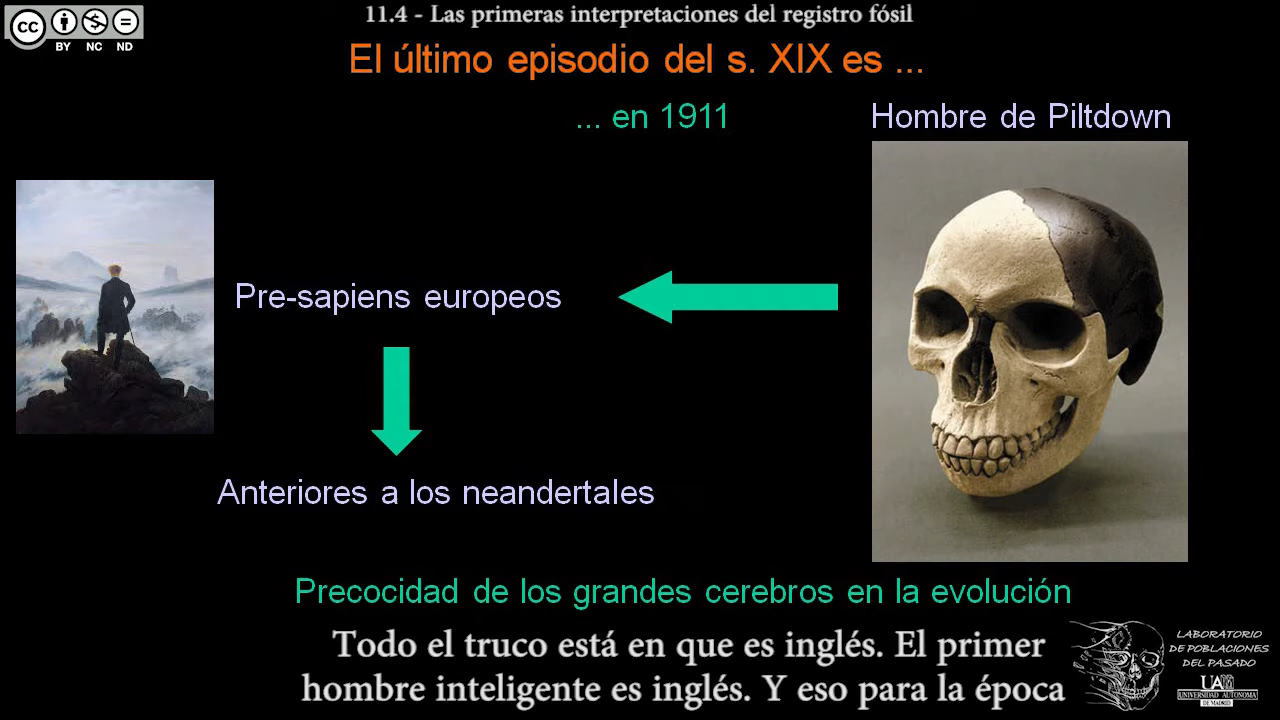 11.4 - Las primeras interpretaciones del registro fósil
cc
BY NC ND
El último episodio del s. XIX es ...
... en 1911
Hombre de Piltdown
Pre-sapiens europeos
Anteriores a los neandertales
Precocidad de los grandes cerebros en la evolución
Todo el truco está en que es inglés. El primer
hombre inteligente es inglés. Y eso para la época
LABORATORIO
DE POBLACIONES
DEL PASADO
UAM
UNIVERSIDAD AUTONOMA
DE MADRID